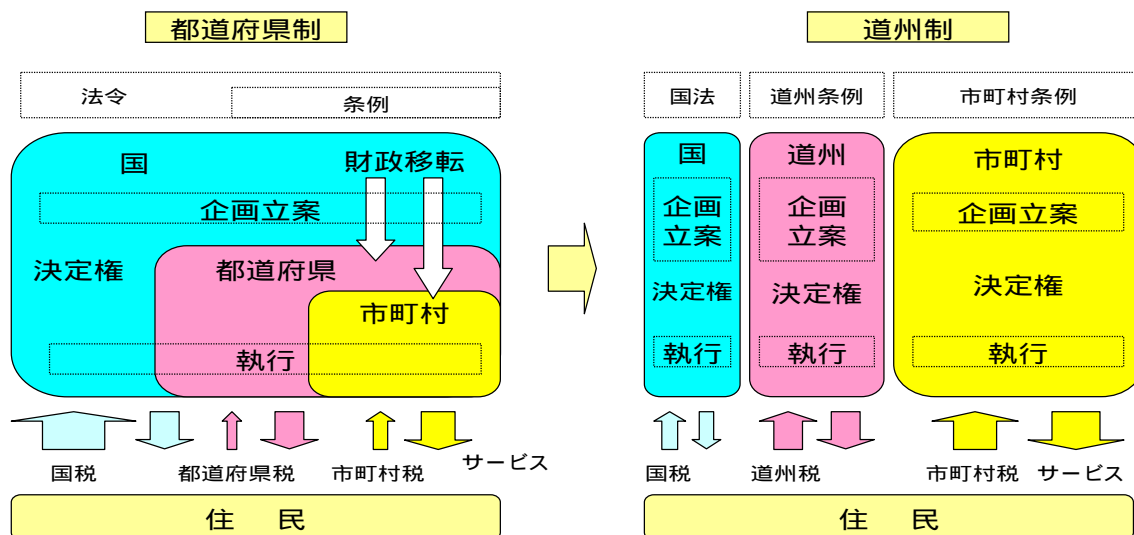 都道府県制
法令
条例
国
財政移転
企画立案
決定権
都道府県
市町村
執行
国税
都道府県税
市町村税
サービス
住 民
道州制
国法
道州条例
市町村条例
国
道州
市町村
企画
立案
企画
立案
企画立案
決定権
決定権
決定権
執行
執行
執行
国税
道州税
市町村税
サービス
住 民